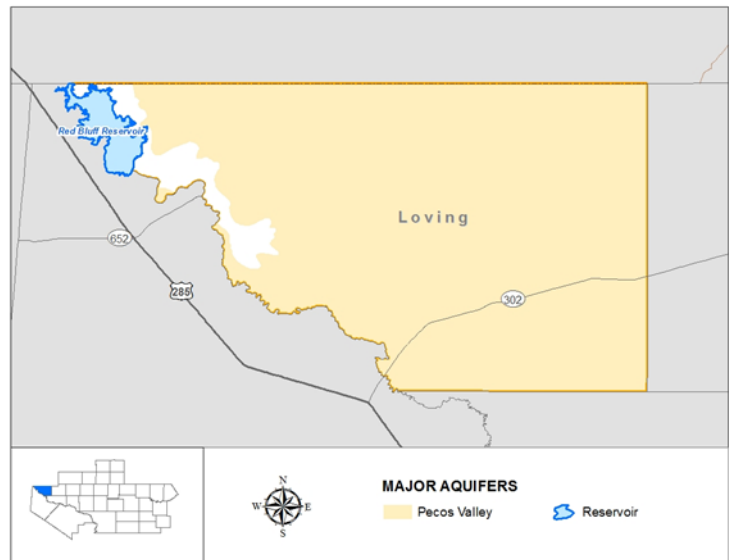 Red Bluff Reservoir
Loving
652
285
302
N
W E
S
MAJOR AQUIFERS
Pecos Valley
Reservoir